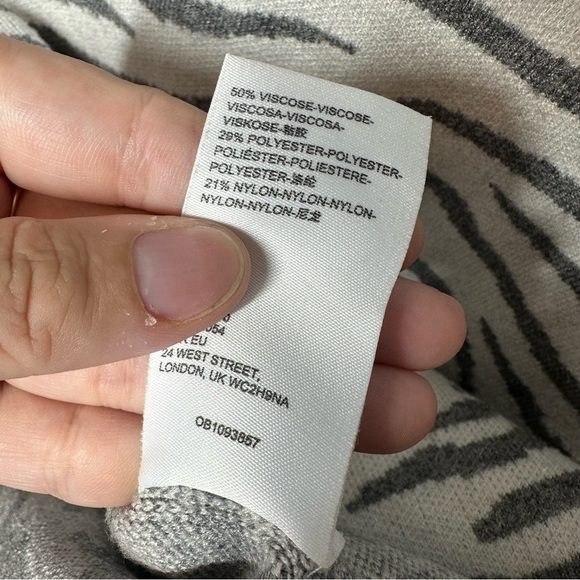 50% VISCOSE-VISCOSE-
VISCOSA-VISCOSA-
VISKOSE-黏胶
29% POLYESTER-POLYESTER-
POLIÉSTER-POLIESTERE-
POLYESTER-涤纶
21% NYLON-NYLON-NYLON-
NYLON-NYLON-尼龙
EU
24 WEST STREET,
LONDON, UK WC2H9NA
OB1093857